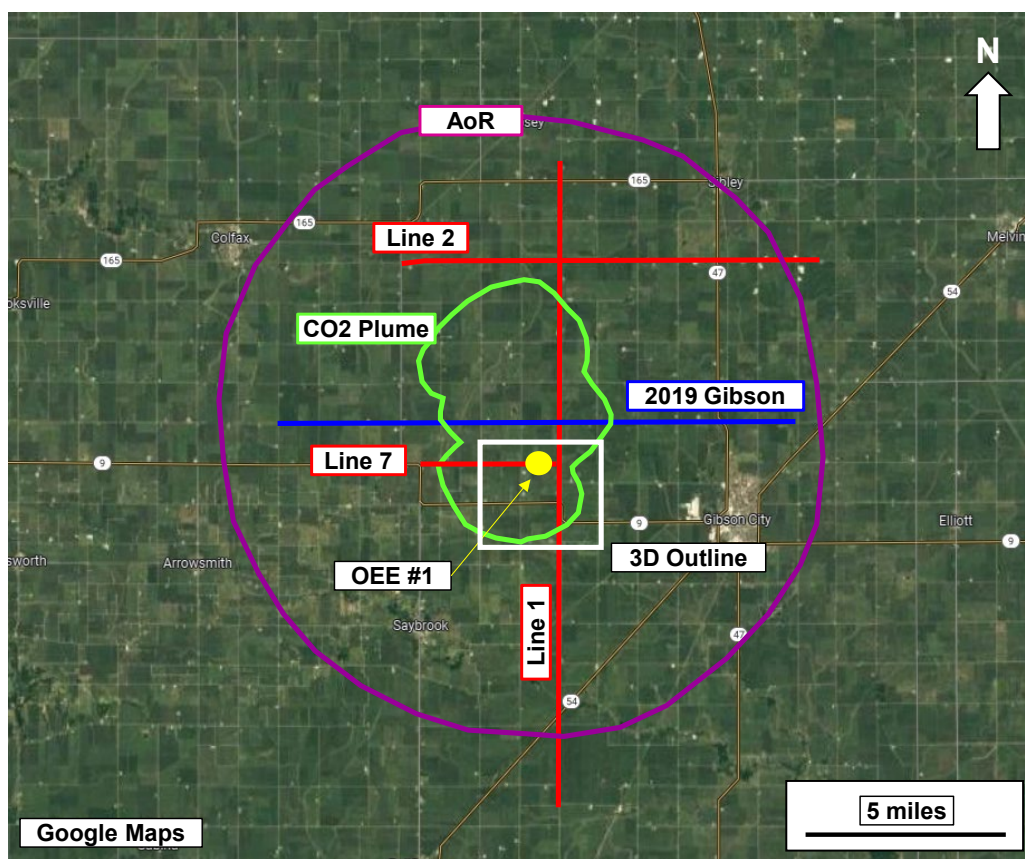 N
AoR
sey
165
Sibley
165
Colfax
Line 2
Melvin
165
47
54
oksville
CO2 Plume
2019 Gibson
9
Line 7
9
Gibson City
Elliott
9
sworth
Arrowsmith
OEE #1
3D Outline
Line 1
Saybrook
47
54
5 miles
Google Maps